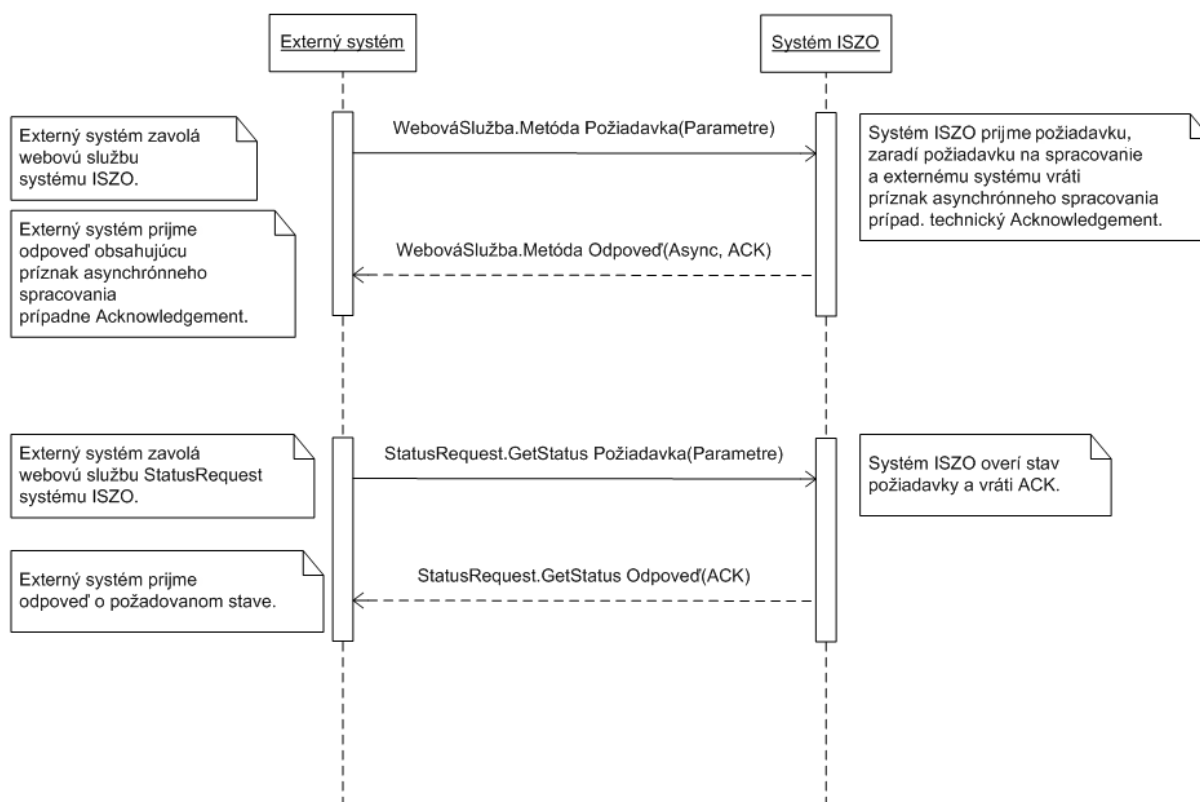 Externý systém
Systém ISZO
Externý systém zavolá
webovú službu
systému ISZO.
WebováSlužba.Metóda Požiadavka(Parametre)
Systém ISZO prijme požiadavku,
zaradí požiadavku na spracovanie
a externému systému vráti
príznak asynchrónneho spracovania
prípad. technický Acknowledgement.
Externý systém prijme
odpoveď obsahujúcu
príznak asynchrónneho
spracovania
prípadne Acknowledgement.
WebováSlužba.Metóda Odpoveď(Async, ACK)
Externý systém zavolá
webovú službu StatusRequest
systému ISZO.
StatusRequest.GetStatus Požiadavka(Parametre)
Systém ISZO overí stav
požiadavky a vráti ACK.
Externý systém prijme
odpoveď o požadovanom stave.
StatusRequest.GetStatus Odpoveď(ACK)